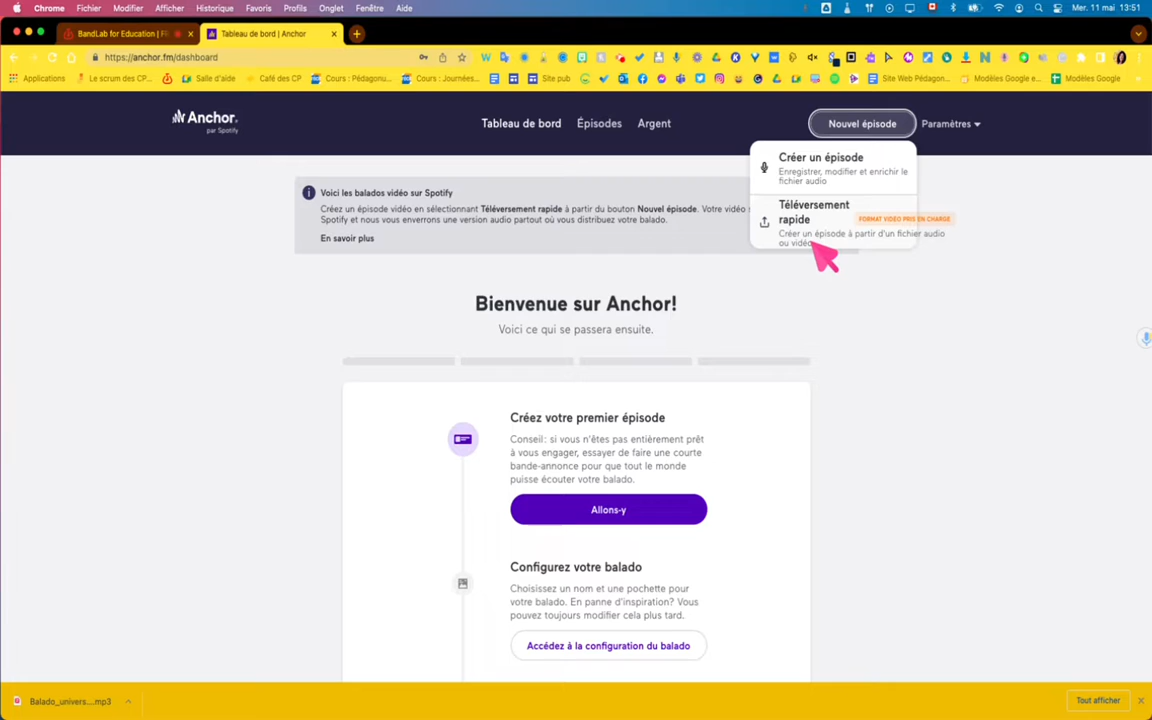 Chrome Fichier Modifier Afficher Historique Favoris Profils Onglet Fenêtre Aide
Mer. 11 mai 13:51
BandLab for Education | F
Tableau de bord | Anchor
https://anchor.fm/dashboard
Applications
Le scrum des CP [...]
Salle d'aide
Café des CP
Cours : Pédagonu...
Cours : Journées...
Site pub
Site Web Pédagon...
Modèles Google e...
Modèles Google
Anchor
par Spotify
Tableau de bord
Épisodes
Argent
Nouvel épisode
Paramètres
Créer un épisode
Enregistrer, modifier et enrichir le
fichier audio
Téléversement
rapide
FORMAT VIDÉO PRIS EN CHARGE
Créer un épisode à partir d'un fichier audio
ou vidéo
Voici les balados vidéo sur Spotify
Créez un épisode vidéo en sélectionnant Téléversement rapide à partir du bouton Nouvel épisode. Votre vidéo s
Spotify et nous vous enverrons une version audio partout où vous distribuez votre balado.
En savoir plus
Bienvenue sur Anchor!
Voici ce qui se passera ensuite.
Créez votre premier épisode
Conseil: si vous n'êtes pas entièrement prêt
à vous engager, essayer de faire une courte
bande-annonce pour que tout le monde
puisse écouter votre balado.
Allons-y
Configurez votre balado
Choisissez un nom et une pochette pour
votre balado. En panne d'inspiration? Vous
pouvez toujours modifier cela plus tard.
Accédez à la configuration du balado
Balado_univers....mp3
Tout afficher